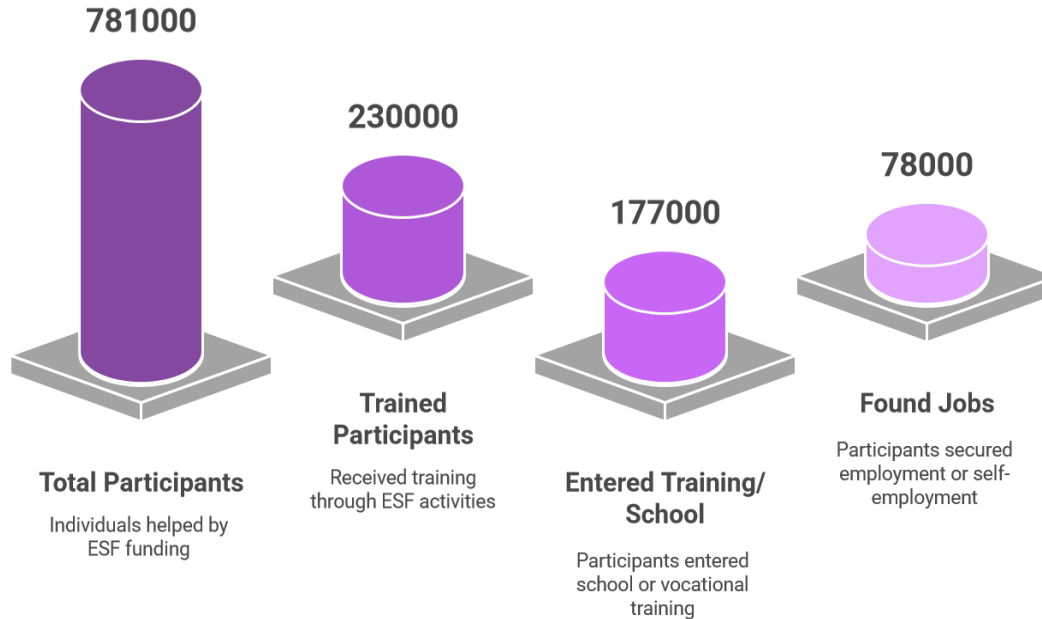 781000
Total Participants
Individuals helped by
ESF funding
230000
Trained
Participants
Received training
through ESF activities
177000
Entered Training/
School
Participants entered
school or vocational
training
78000
Found Jobs
Participants secured
employment or self-
employment